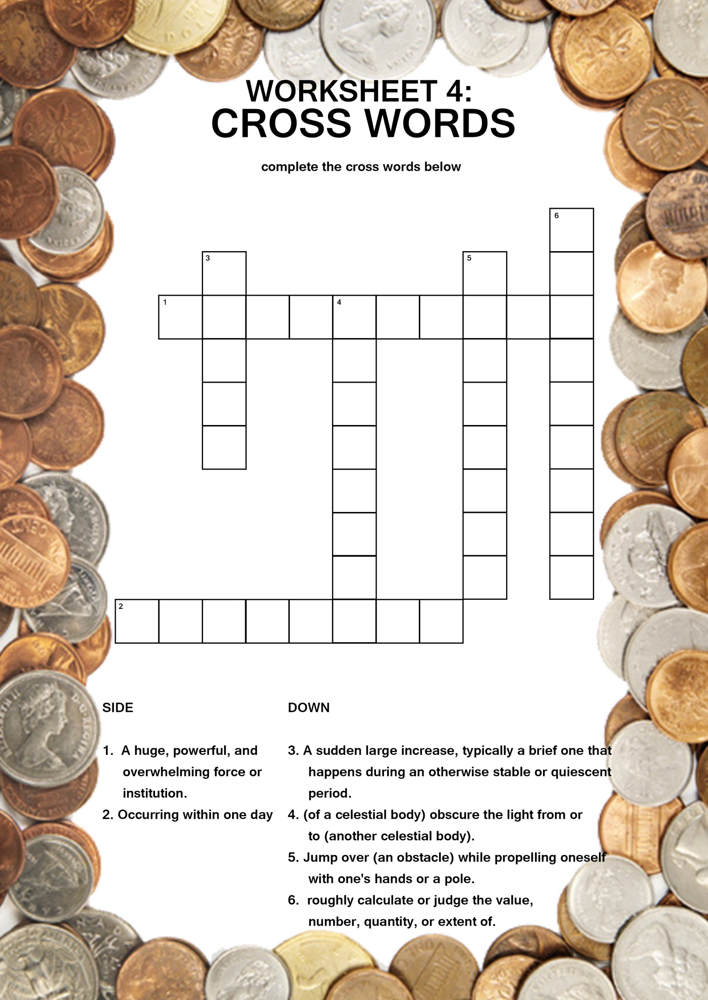 WORKSHEET 4:
CROSS WORDS
complete the cross words below
6
3
5
1
4
2
SIDE
1. A huge, powerful, and
overwhelming force or
institution.
2. Occurring within one day
DOWN
3. A sudden large increase, typically a brief one that
happens during an otherwise stable or quiescent
period.
4. (of a celestial body) obscure the light from or
to (another celestial body).
5. Jump over (an obstacle) while propelling oneself
with one's hands or a pole.
6. roughly calculate or judge the value,
number, quantity, or extent of.